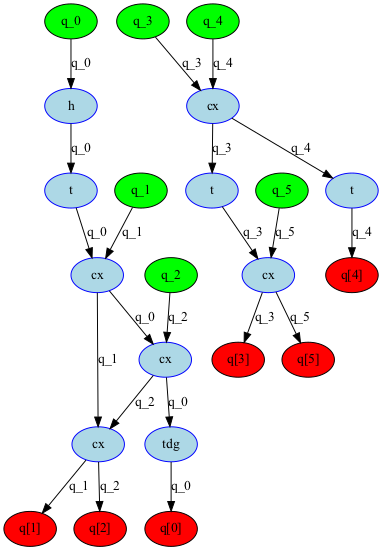 q_0 q_3 q_4
q_0 q_3 q_4
h cx
q_0 q_3 q_4
t q_1 t q_5 t
q_0 q_1 q_3 q_5 q_4
cx q_2 cx q[4]
q_0 q_2 q_3 q_5
q_1 cx q[3] q[5]
q_2 q_0
cx tdg
q_1 q_2 q_0
q[1] q[2] q[0]